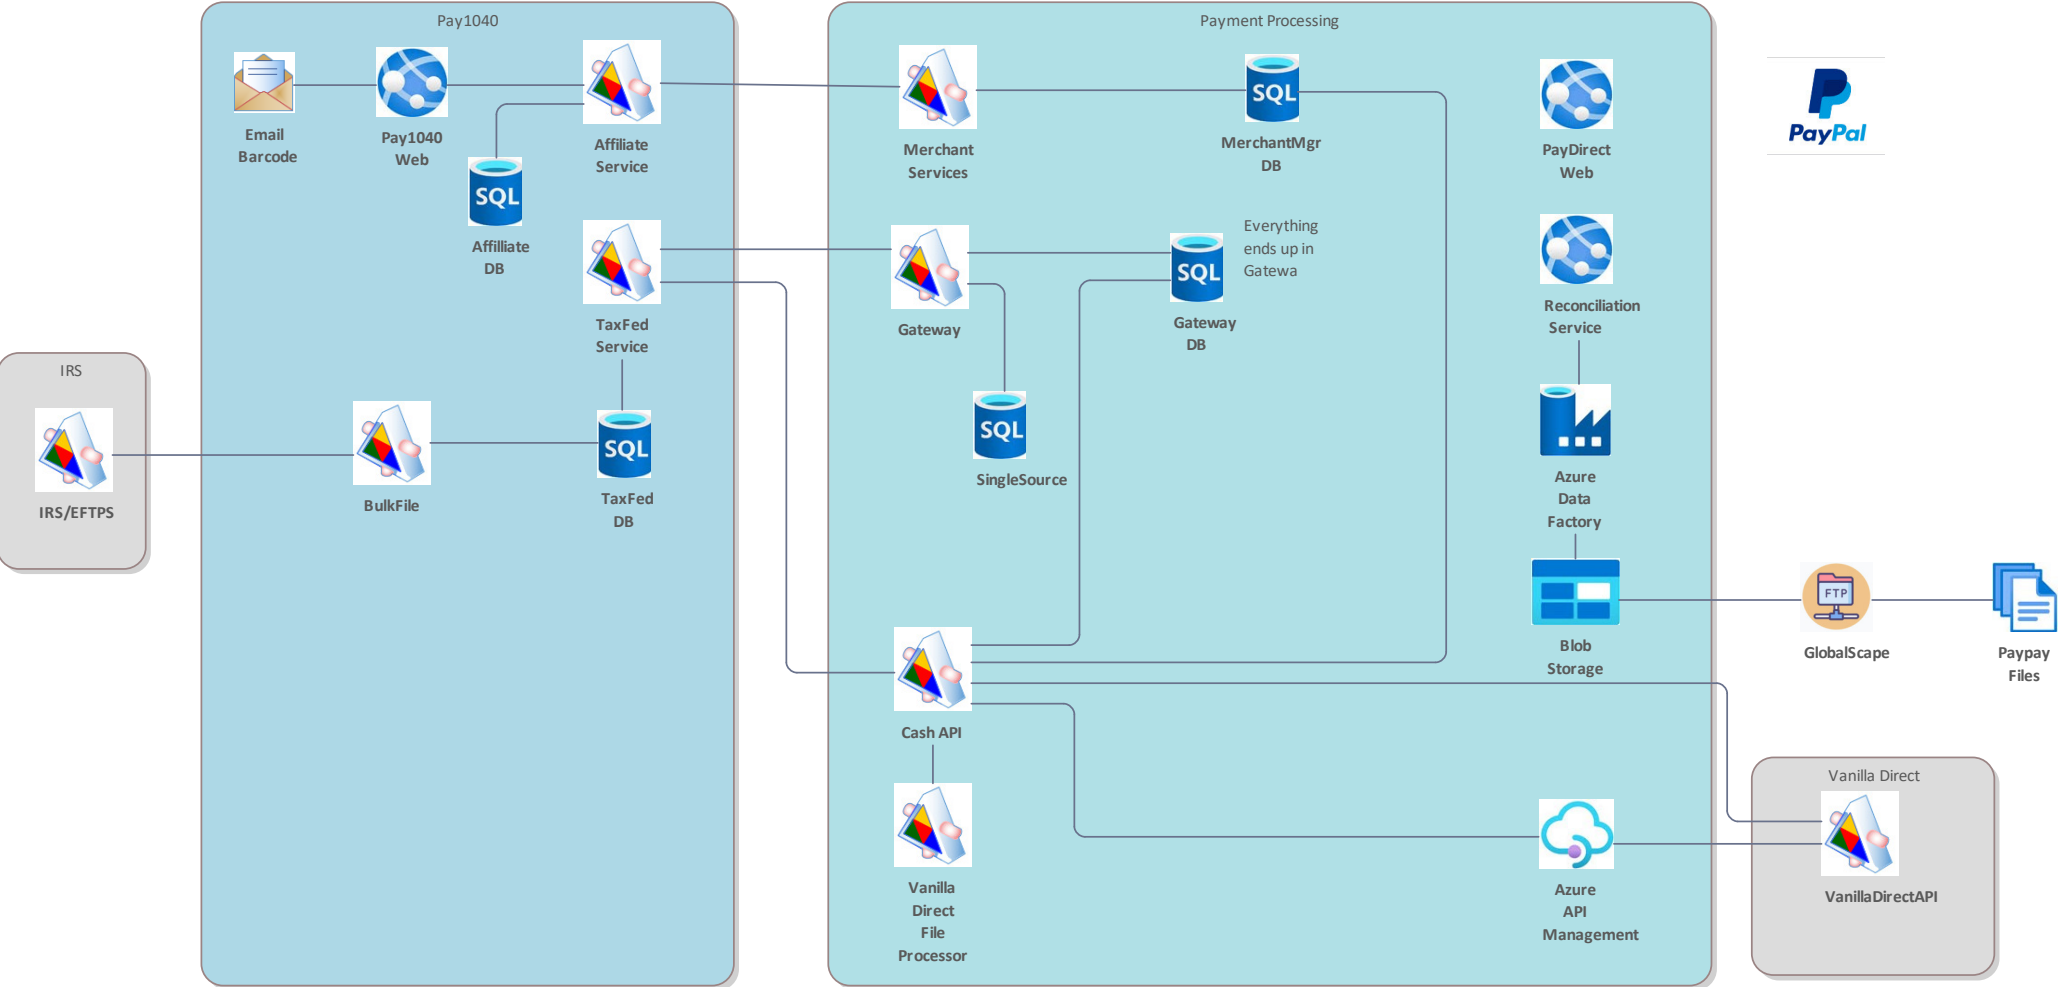 Pay1040
Email
Barcode
Pay1040
Web
Affiliate
Service
SQL
Affilliate
DB
TaxFed
Service
BulkFile
SQL
TaxFed
DB
IRS
IRS/EFTPS
Payment Processing
Merchant
Services
SQL
MerchantMgr
DB
PayDirect
Web
Gateway
SQL
Gateway
DB
Everything
ends up in
Gatewa
SQL
SingleSource
Reconciliation
Service
Azure
Data
Factory
Blob
Storage
Cash API
Vanilla
Direct
File
Processor
Azure
API
Management
PayPal
FTP
GlobalScape
Paypay
Files
Vanilla Direct
VanillaDirectAPI